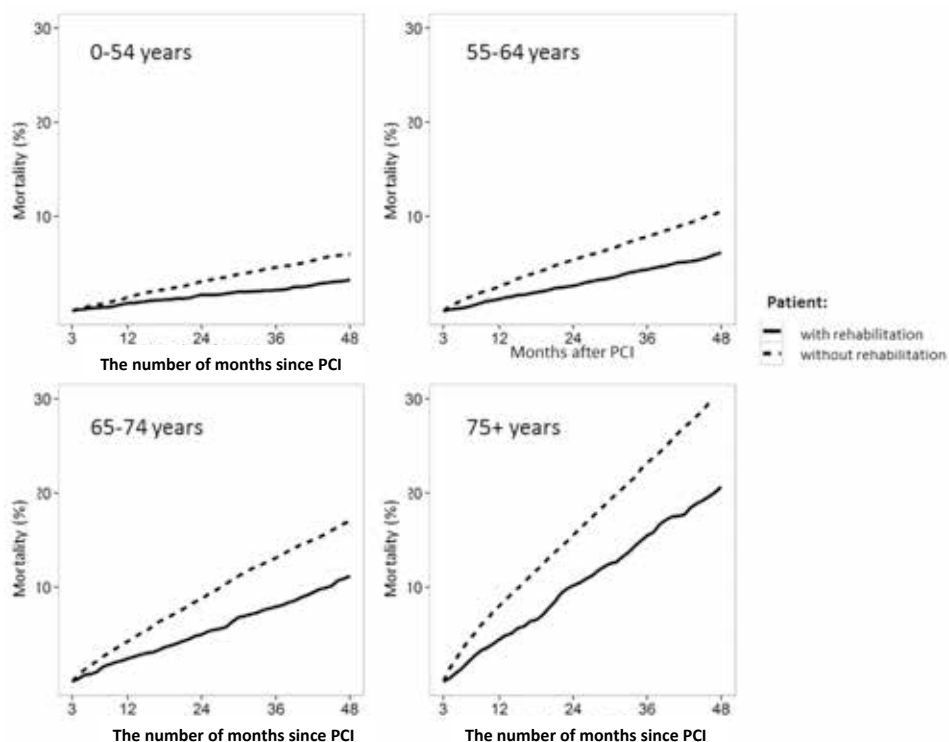 30
20
10
Mortality (%)
0-54 years
3 12 24 36 48
The number of months since PCI
30
20
10
Mortality (%)
55-64 years
3 12 24 36 48
Months after PCI
Patient:
with rehabilitation
without rehabilitation
30
20
10
Mortality (%)
65-74 years
3 12 24 36 48
The number of months since PCI
30
20
10
Mortality (%)
75+ years
3 12 24 36 48
The number of months since PCI